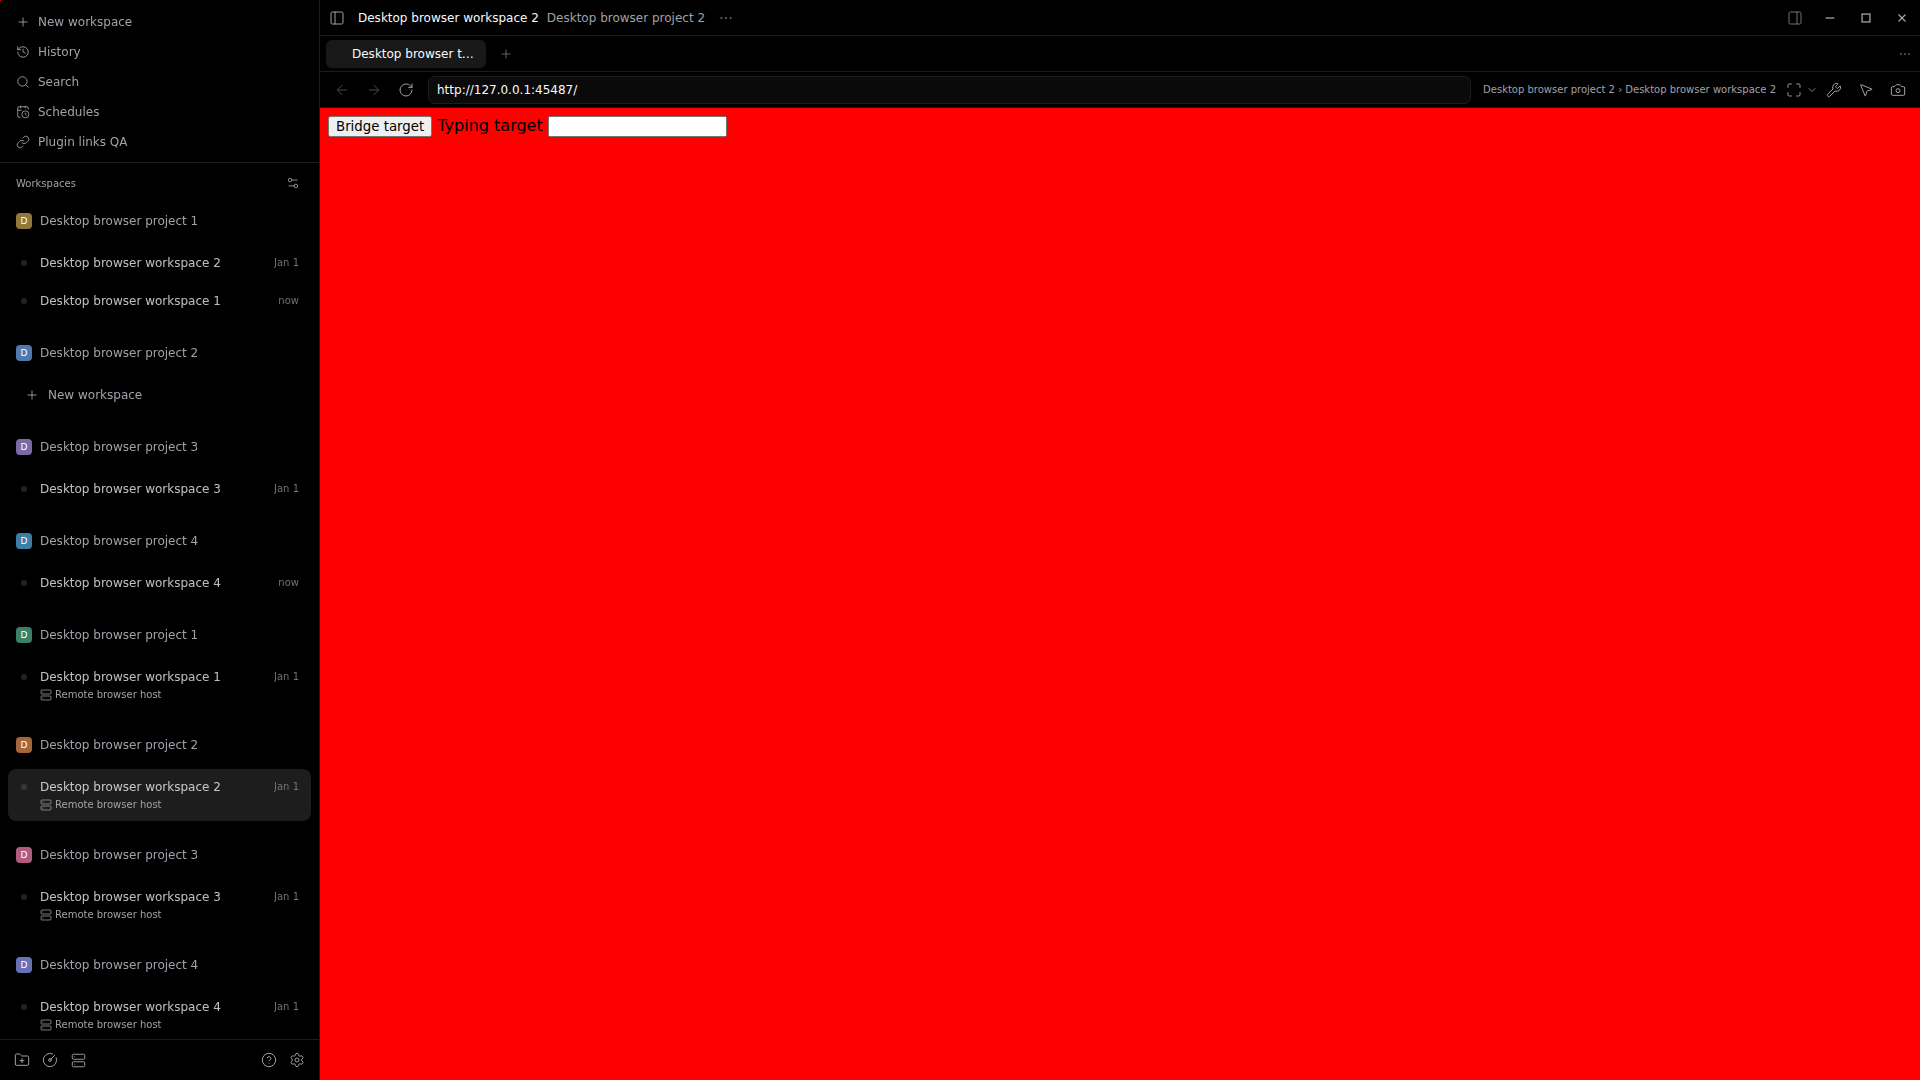 New workspace
History
Search
Schedules
Plugin links QA
Workspaces
D Desktop browser project 1
Desktop browser workspace 2 Jan 1
Desktop browser workspace 1 now
D Desktop browser project 2
New workspace
D Desktop browser project 3
Desktop browser workspace 3 Jan 1
D Desktop browser project 4
Desktop browser workspace 4 now
D Desktop browser project 1
Desktop browser workspace 1 Jan 1
Remote browser host
D Desktop browser project 2
Desktop browser workspace 2 Jan 1
Remote browser host
D Desktop browser project 3
Desktop browser workspace 3 Jan 1
Remote browser host
D Desktop browser project 4
Desktop browser workspace 4 Jan 1
Remote browser host
Desktop browser workspace 2 Desktop browser project 2
Desktop browser t...
http://127.0.0.1:45487/ Desktop browser project 2 › Desktop browser workspace 2
Bridge target Typing target